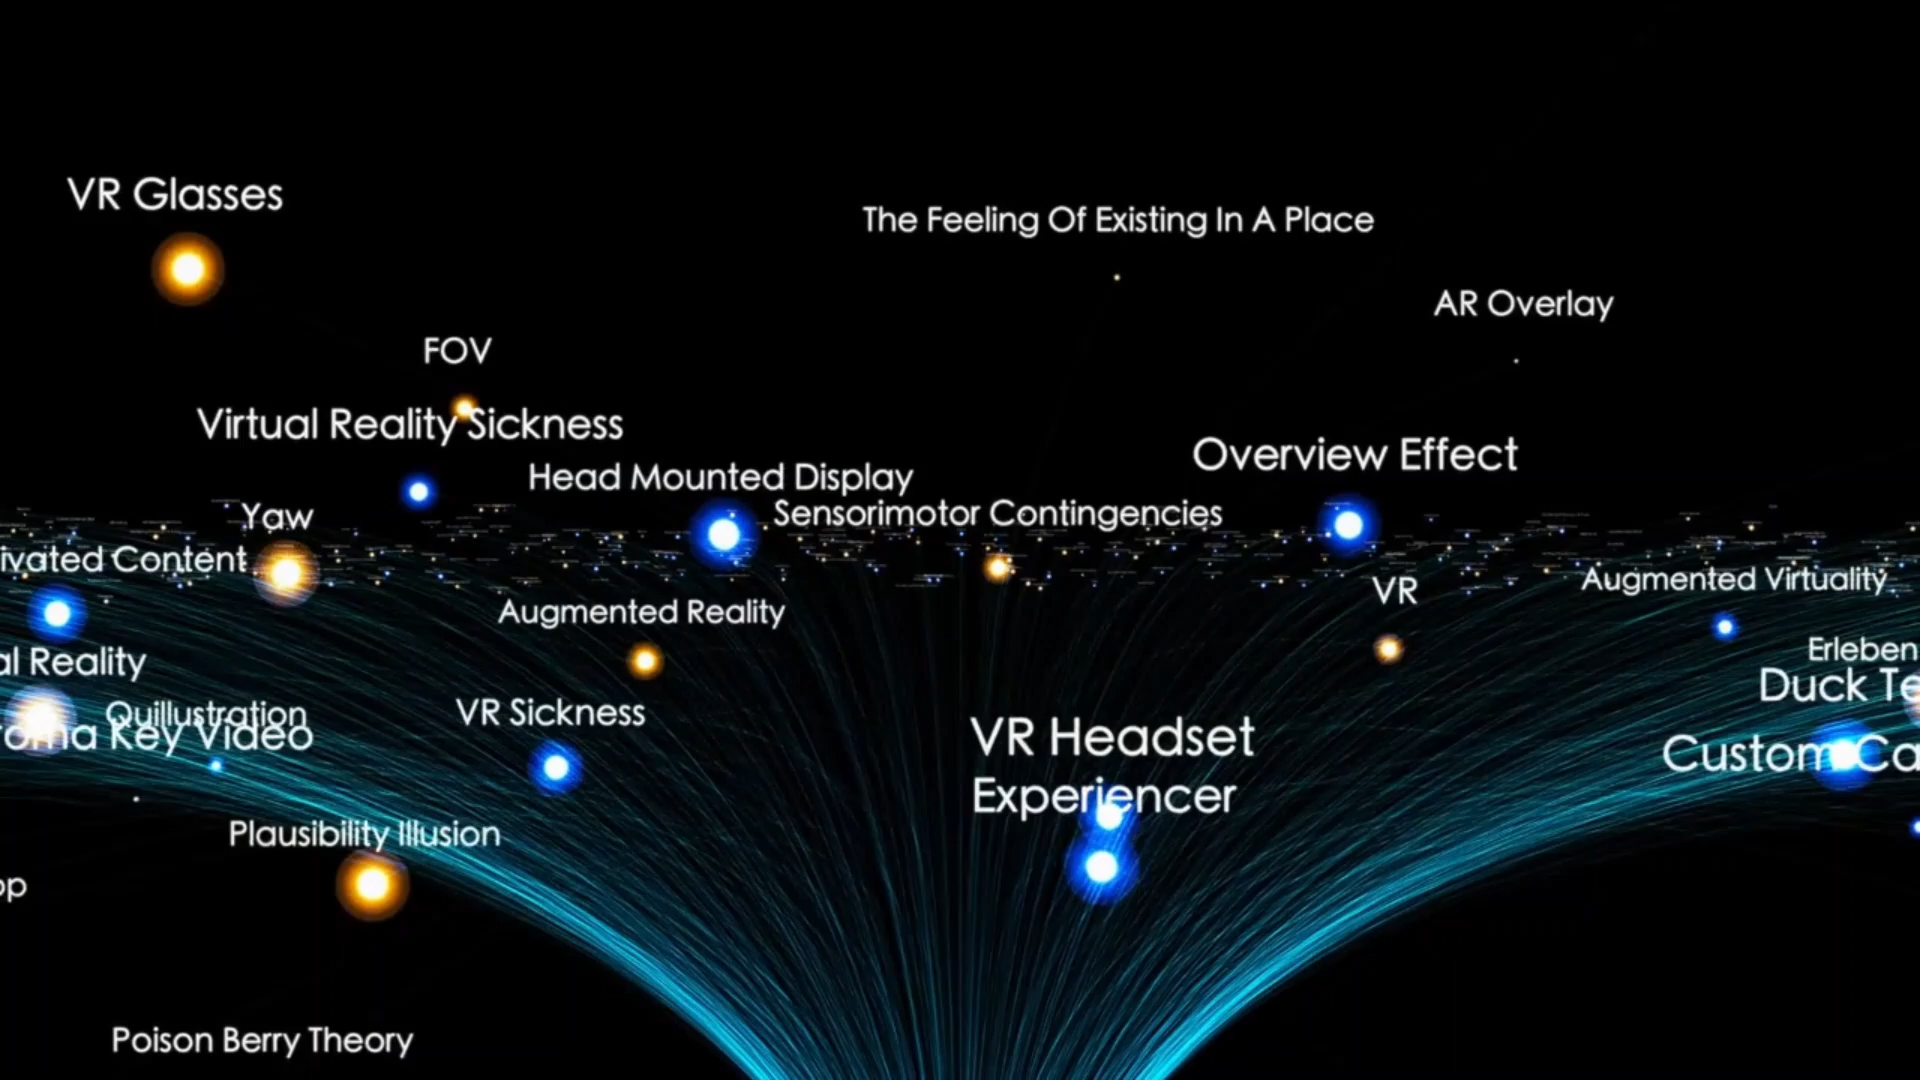 VR Glasses
The Feeling Of Existing In A Place
AR Overlay
FOV
Virtual Reality Sickness
Overview Effect
Head Mounted Display
Sensorimotor Contingencies
Yaw
ivated Content
Augmented Virtuality
VR
Augmented Reality
Erleben
al Reality
Duck Te
Quillustration
VR Sickness
oma Key Video
VR Headset
Custom Ca
Experiencer
Plausibility Illusion
op
Poison Berry Theory